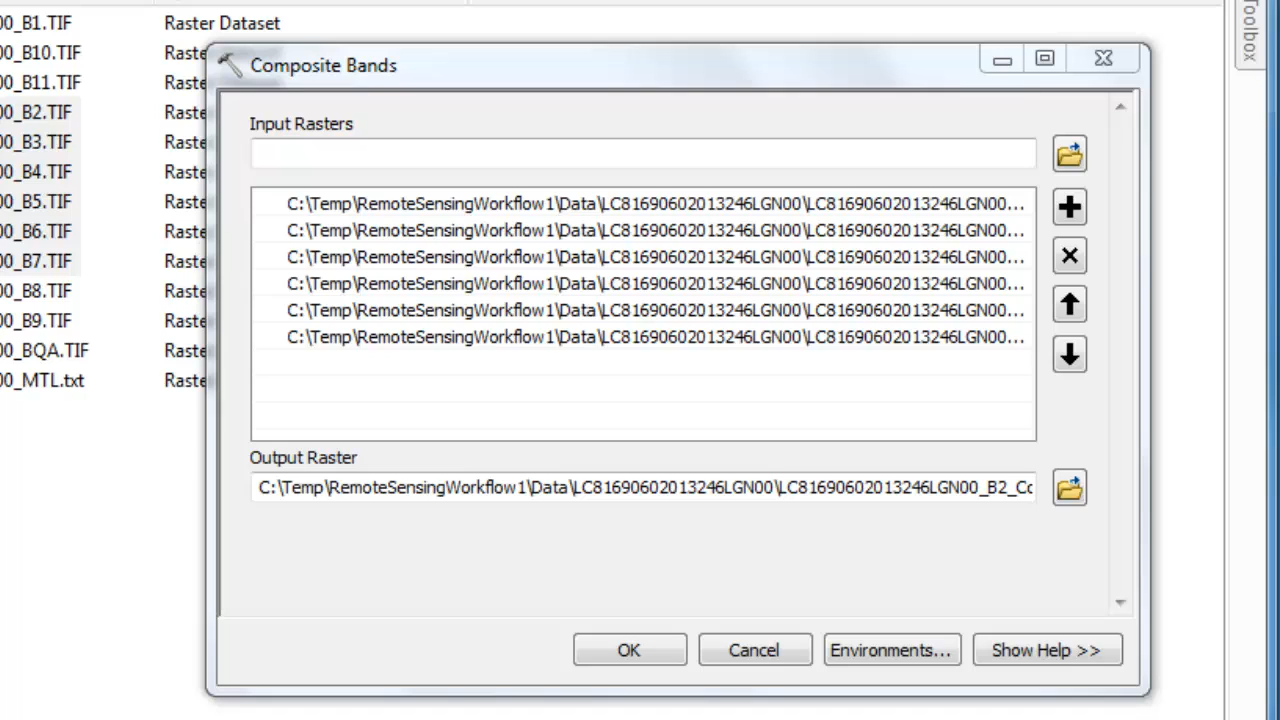 00_B1.TIF Raster Dataset
00_B10.TIF Raste
00_B11.TIF Raste
00_B2.TIF Raste
00_B3.TIF Raste
00_B4.TIF Raste
00_B5.TIF Raste
00_B6.TIF Raste
00_B7.TIF Raste
00_B8.TIF Raste
00_B9.TIF Raste
00_BQA.TIF Raste
00_MTL.txt Raste
Composite Bands
Input Rasters
C:\Temp\RemoteSensingWorkflow1\Data\LC81690602013246LGN00\LC81690602013246LGN00...
C:\Temp\RemoteSensingWorkflow1\Data\LC81690602013246LGN00\LC81690602013246LGN00...
C:\Temp\RemoteSensingWorkflow1\Data\LC81690602013246LGN00\LC81690602013246LGN00...
C:\Temp\RemoteSensingWorkflow1\Data\LC81690602013246LGN00\LC81690602013246LGN00...
C:\Temp\RemoteSensingWorkflow1\Data\LC81690602013246LGN00\LC81690602013246LGN00...
C:\Temp\RemoteSensingWorkflow1\Data\LC81690602013246LGN00\LC81690602013246LGN00...
Output Raster
C:\Temp\RemoteSensingWorkflow1\Data\LC81690602013246LGN00\LC81690602013246LGN00_B2_Cc
OK
Cancel
Environments...
Show Help >>
Toolbox